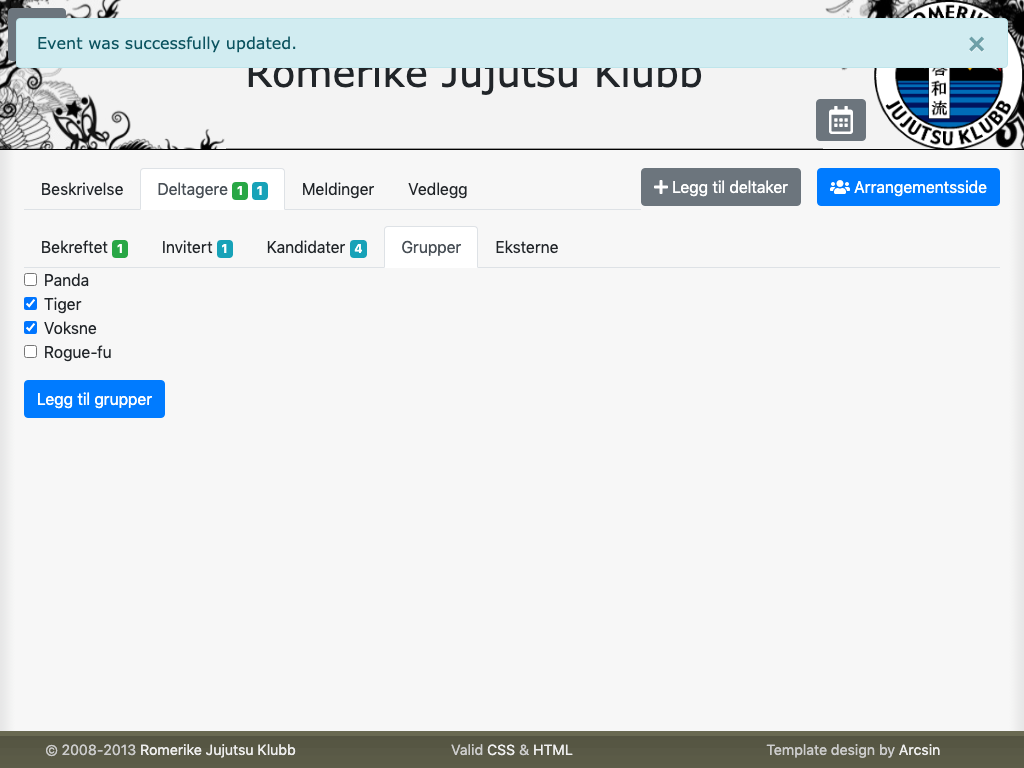 Event was successfully updated.
×
Romerike Jujutsu Klubb
ROMERIKE
和
流
JUJUTSU KLUBB
Beskrivelse
Deltagere 1 1
Meldinger
Vedlegg
Legg til deltaker
Arrangementsside
Bekreftet 1
Invitert 1
Kandidater 4
Grupper
Eksterne
Panda
Tiger
Voksne
Rogue-fu
Legg til grupper
© 2008-2013 Romerike Jujutsu Klubb
Valid CSS & HTML
Template design by Arcsin